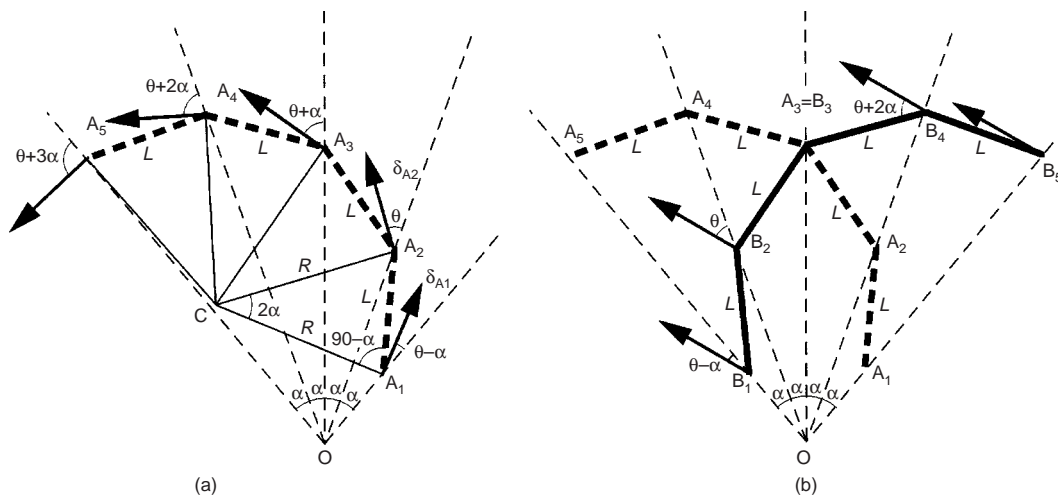 θ+2α A₄
θ+α
A₅
L
L
A₃
θ+3α
δA2
L
θ
A₂
R
δA1
C
2α
L
R
90−α
θ−α
A₁
α α α α
O
(a)
A₃=B₃
A₄
θ+2α
A₅
B₄
L
L
L
L
B₅
L
L
θ
B₂
A₂
L
L
θ−α
B₁
A₁
α α α α
O
(b)